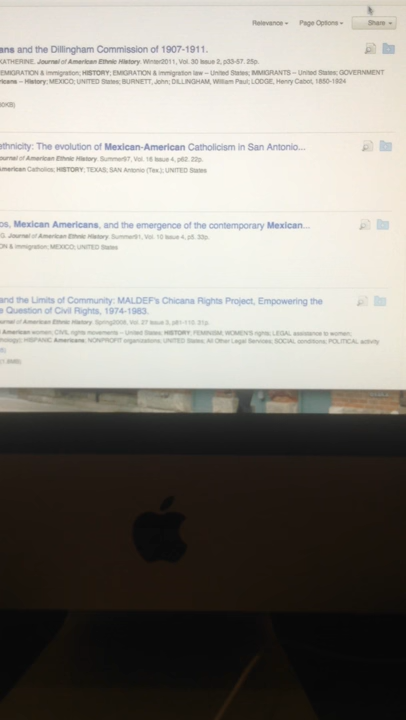 Relevance Page Options Share
ans and the Dillingham Commission of 1907-1911.
KATHERINE. Journal of American Ethnic History. Winter2011, Vol. 30 Issue 2, p33-57. 25p.
EMIGRATION & immigration; HISTORY; EMIGRATION & immigration law -- United States; IMMIGRANTS -- United States; GOVERNMENT
ricans -- History; MEXICO; UNITED States; BURNETT, John; DILLINGHAM, William Paul; LODGE, Henry Cabot, 1850-1924
ethnicity: The evolution of Mexican-American Catholicism in San Antonio...
ournal of American Ethnic History. Summer97, Vol. 16 Issue 4, p62. 22p.
American Catholics; HISTORY; TEXAS; SAN Antonio (Tex.); UNITED States
os, Mexican Americans, and the emergence of the contemporary Mexican...
G. Journal of American Ethnic History. Summer91, Vol. 10 Issue 4, p6. 33p.
ON & immigration; MEXICO; UNITED States
and the Limits of Community: MALDEF's Chicana Rights Project, Empowering the
e Question of Civil Rights, 1974-1983.
urnal of American Ethnic History. Spring2008, Vol. 27 Issue 3, p81-110. 31p.
American women; CIVIL rights movements -- United States; HISTORY; FEMINISM; WOMEN'S rights; LEGAL assistance to women;
HISPANIC Americans; NONPROFIT organizations; UNITED States; All Other Legal Services; SOCIAL conditions; POLITICAL activity